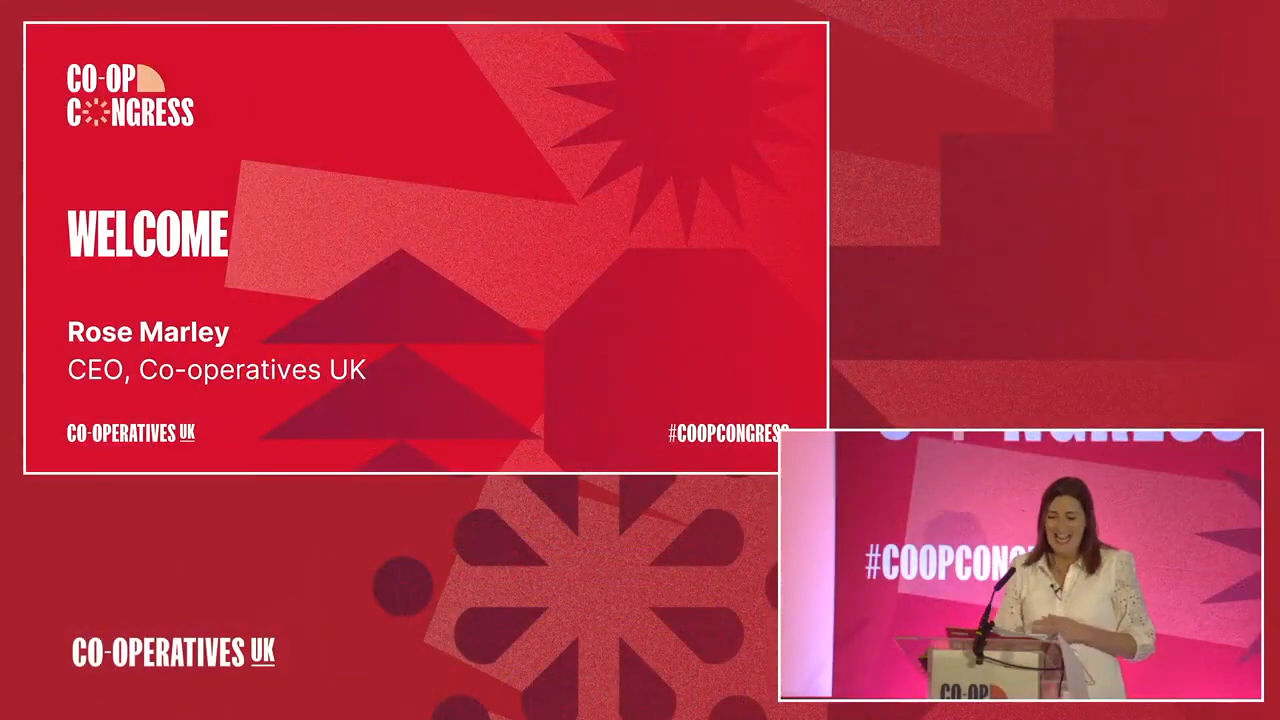 CO-OP
CONGRESS
WELCOME
Rose Marley
CEO, Co-operatives UK
CO-OPERATIVES UK
#COOPCONGRESS
NGRESS
#COOPCON
CO-OP
CO-OPERATIVES UK